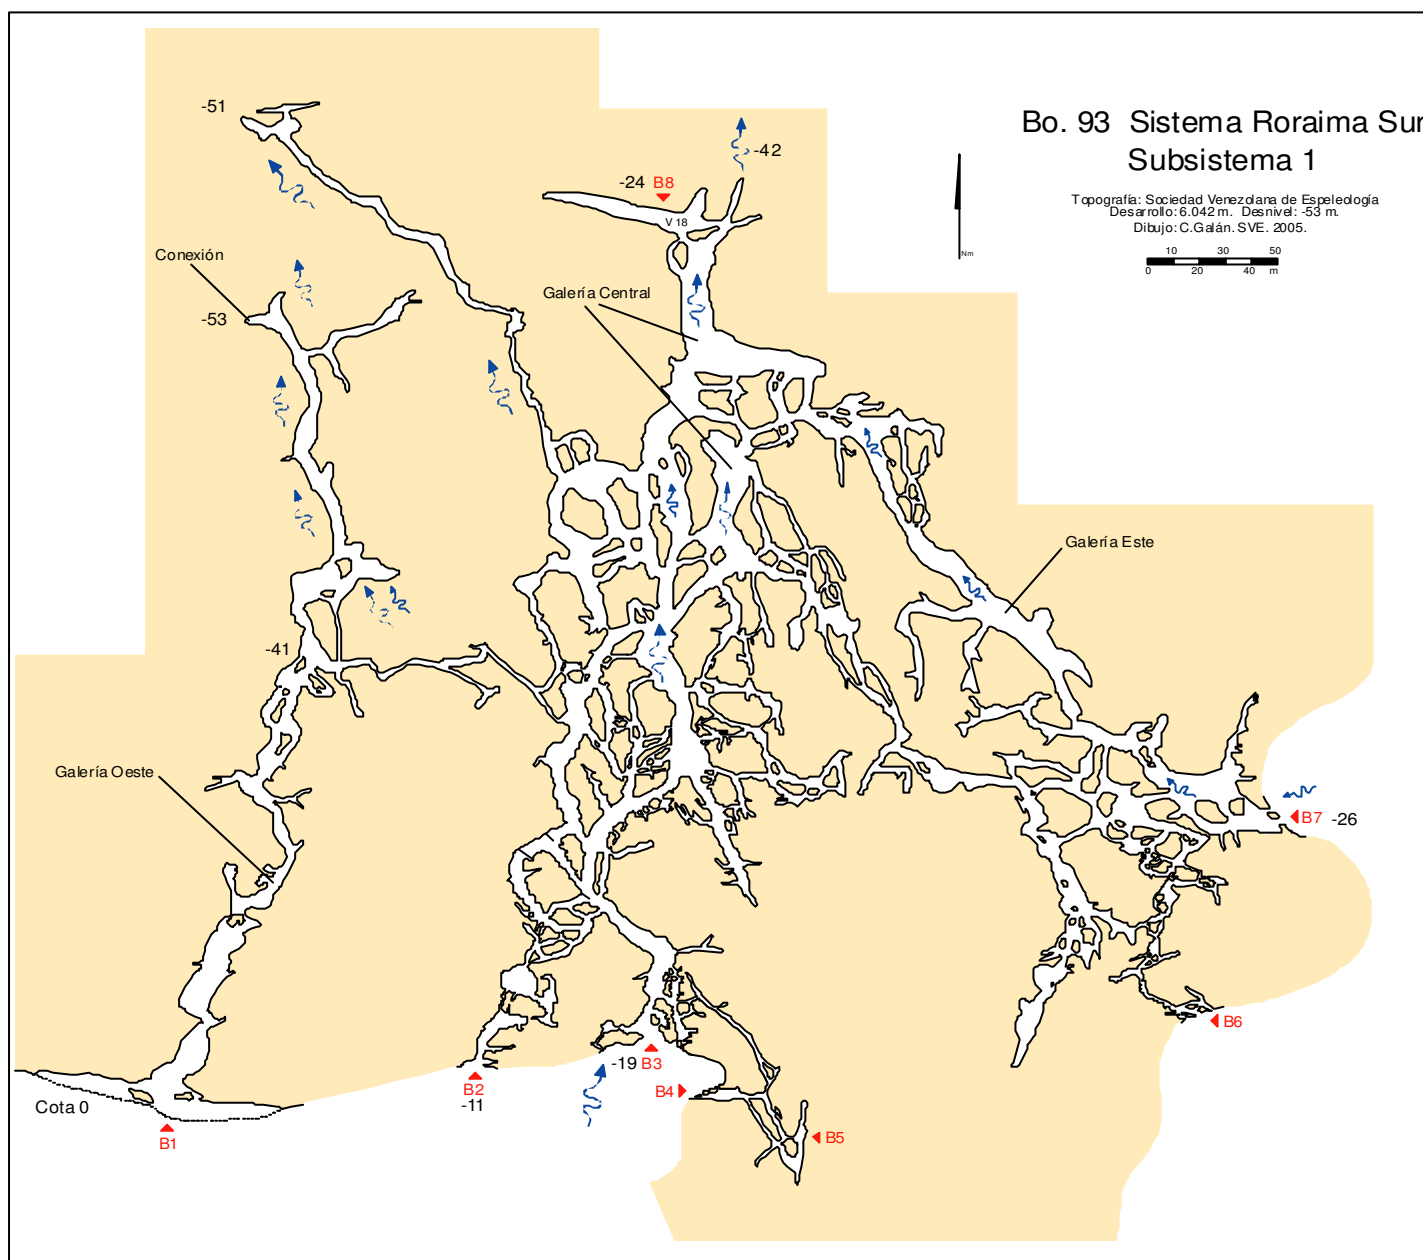 Bo. 93 Sistema Roraima Sur
Subsistema 1
Topografía: Sociedad Venezolana de Espeleología
Desarrollo: 6.042 m. Desnivel: -53 m.
Dibujo: C.Galán. SVE. 2005.
10 30 50
0 20 40 m
Nm
-51
-42
-24 B8
V 18
Conexión
-53
Galería Central
Galería Este
-41
Galería Oeste
B7 -26
B6
-19 B3
B4
B2
-11
Cota 0
B1
B5